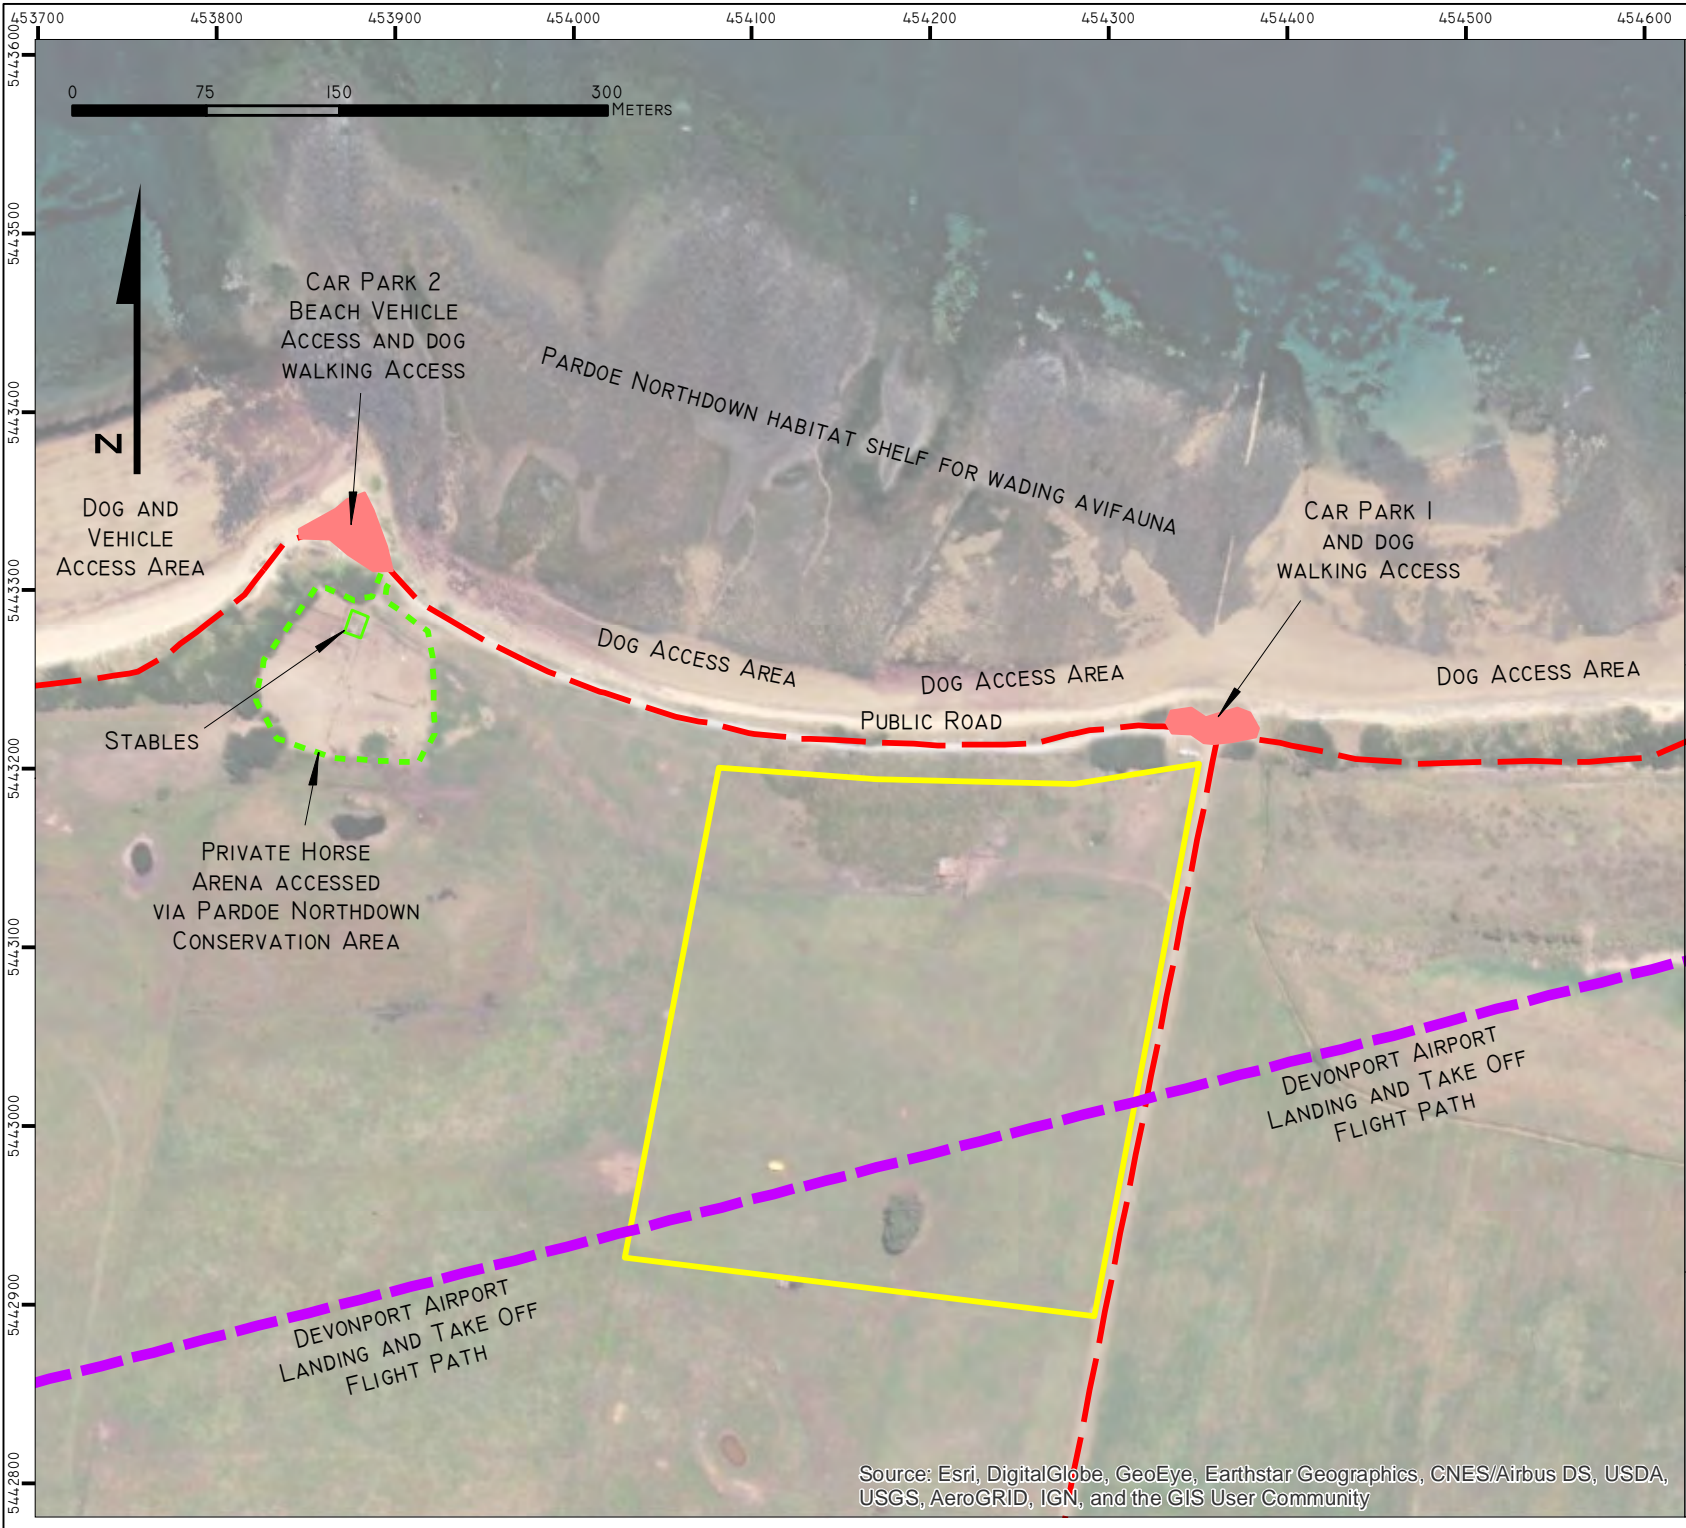 453700 453800 453900 454000 454100 454200 454300 454400 454500 454600
5443600
5443500
5443400
5443300
5443200
5443100
5443000
5442900
5442800
0 75 150 300
METERS
N
CAR PARK 2
BEACH VEHICLE
ACCESS AND DOG
WALKING ACCESS
PARDOE NORTHDOWN HABITAT SHELF FOR WADING AVIFAUNA
DOG AND
VEHICLE
ACCESS AREA
CAR PARK 1
AND DOG
WALKING ACCESS
DOG ACCESS AREA
DOG ACCESS AREA
DOG ACCESS AREA
PUBLIC ROAD
STABLES
PRIVATE HORSE
ARENA ACCESSED
VIA PARDOE NORTHDOWN
CONSERVATION AREA
DEVONPORT AIRPORT
LANDING AND TAKE OFF
FLIGHT PATH
DEVONPORT AIRPORT
LANDING AND TAKE OFF
FLIGHT PATH
Source: Esri, DigitalGlobe, GeoEye, Earthstar Geographics, CNES/Airbus DS, USDA,
USGS, AeroGRID, IGN, and the GIS User Community